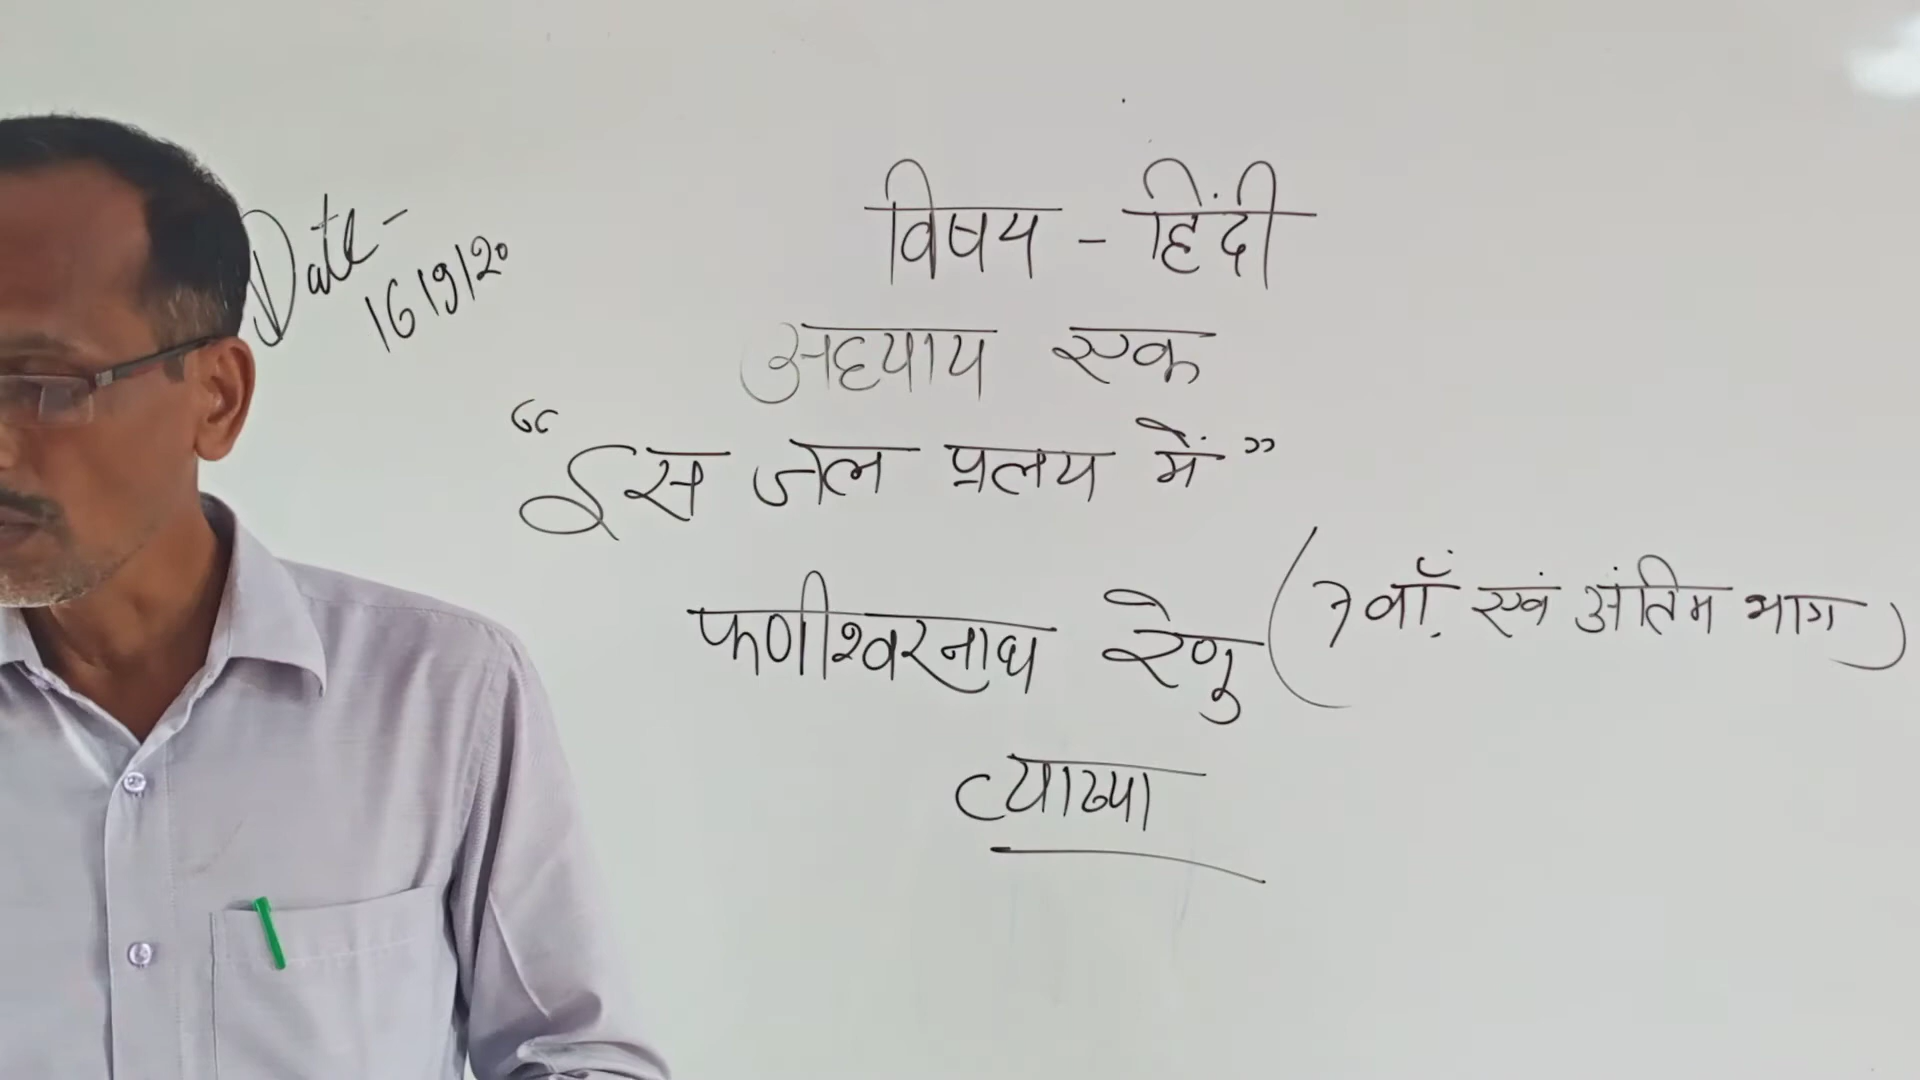 Date-
16/9/20
विषय - हिंदी
अध्याय एक
“इस जल प्रलय में”
फणीश्वरनाथ रेणु (7वाँ एवं अंतिम भाग)
व्याख्या